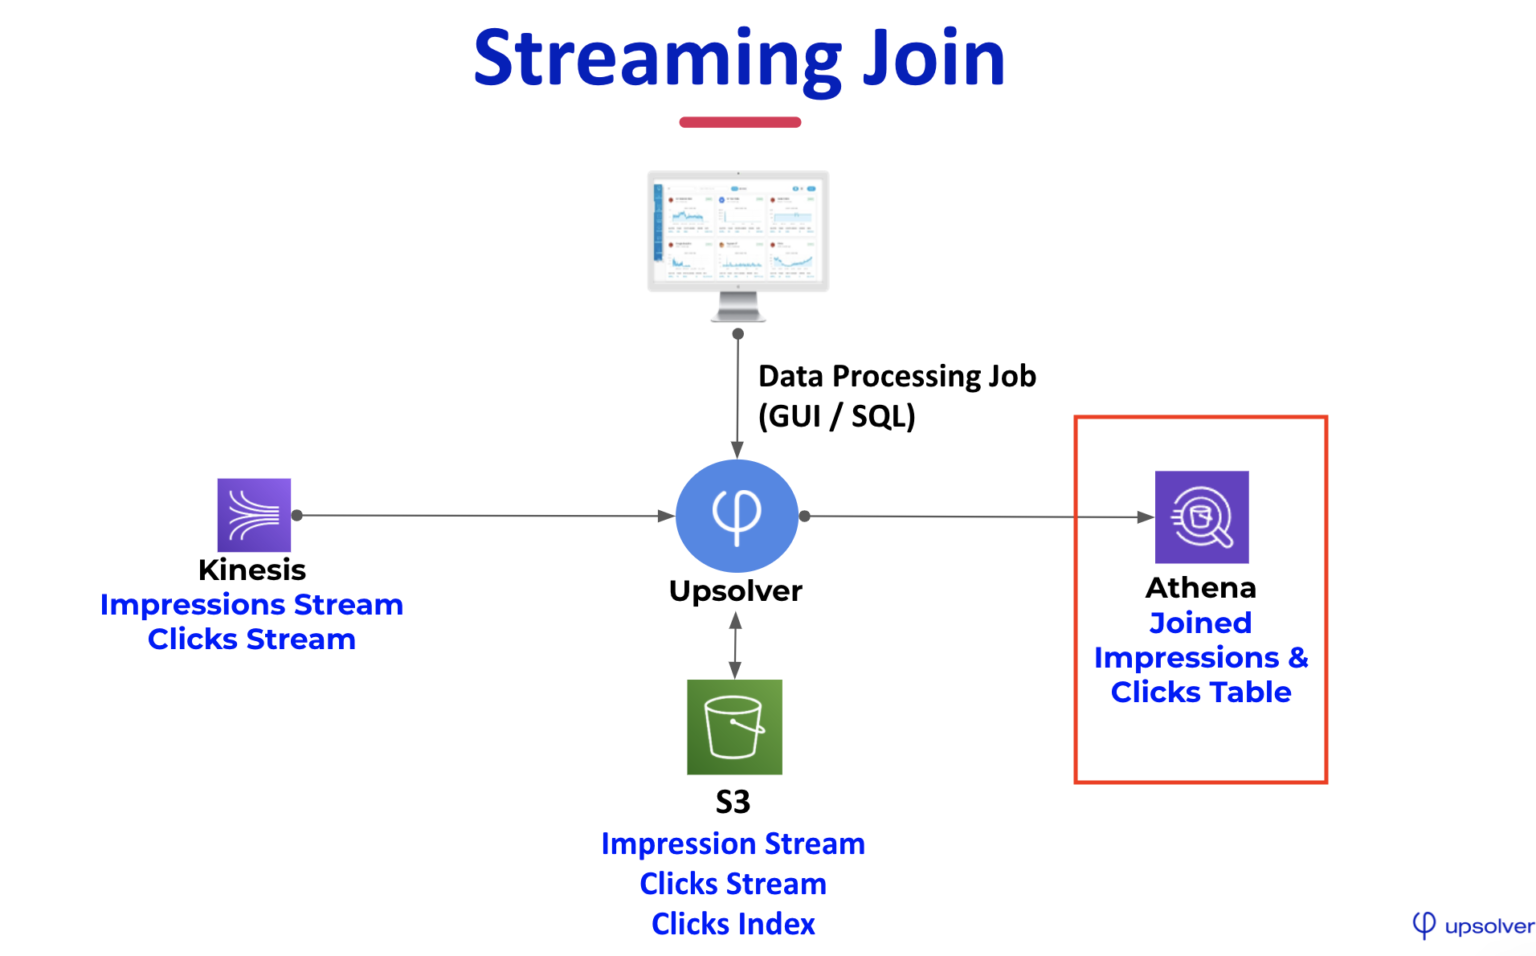 Streaming Join
Data Processing Job
(GUI / SQL)
Kinesis
Impressions Stream
Clicks Stream
Upsolver
Athena
Joined
Impressions &
Clicks Table
S3
Impression Stream
Clicks Stream
Clicks Index
upsolver